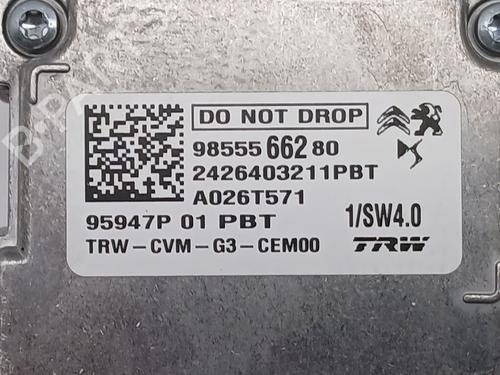 DO NOT DROP
98555 662 80
2426403211PBT
A026T571
95947P 01 PBT 1/SW4.0
TRW-CVM-G3-CEM00 TRW